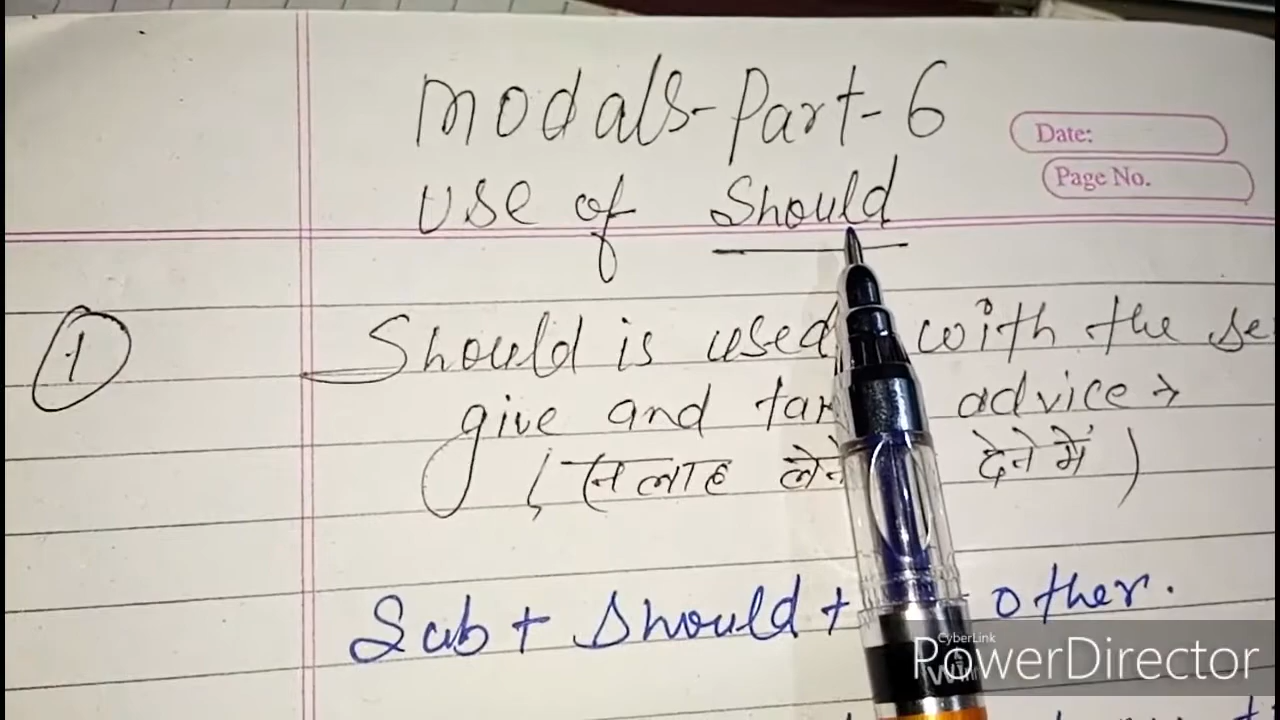 Modals-Part-6
Date:
Use of Should
Page No.
1
Should is used with the se
give and advice →
(सलाह देने में)
Sub + Should + other.
CyberLink
PowerDirector